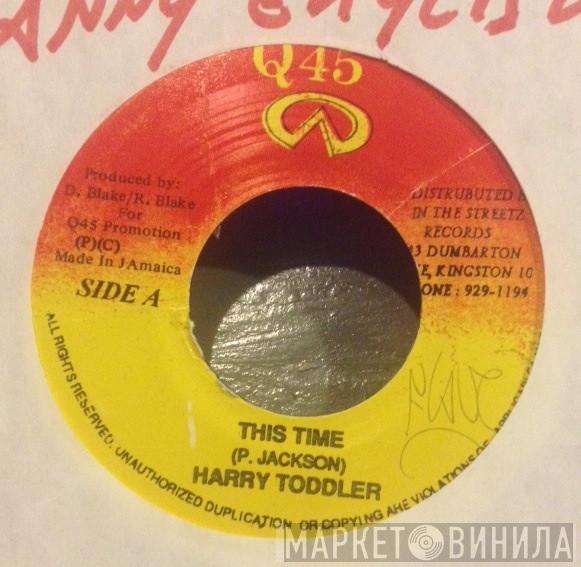 Q45
Produced by:
D. Blake/R. Blake
For
Q45 Promotion
(P)(C)
Made In JAmaica
SIDE A
DISTRUBUTED
IN THE STREETZ
RECORDS
DUMBARTON
KINGSTON 10
929-1194
THIS TIME
(P. JACKSON)
HARRY TODDLER
ALL RIGHTS RESERVED. UNAUTHORIZED DUPLICATION OR COPYING ARE VIOLATIONS OF
МАРКЕТ ВИНИЛА